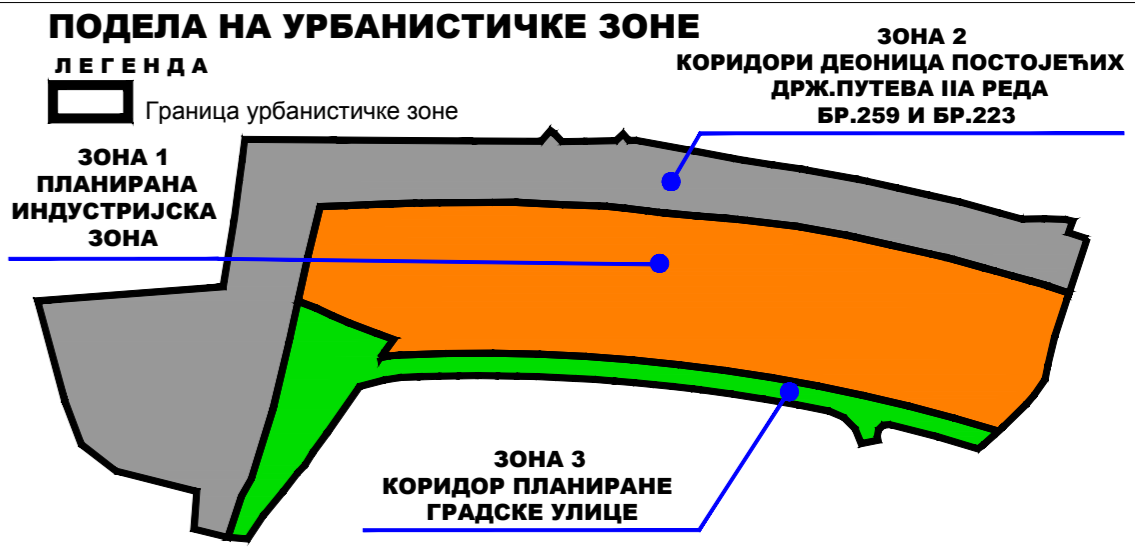 ПОДЕЛА НА УРБАНИСТИЧКЕ ЗОНЕ
ЛЕГЕНДА
Граница урбанистичке зоне
ЗОНА 2
КОРИДОРИ ДЕОНИЦА ПОСТОЈЕЋИХ
ДРЖ.ПУТЕВА IIА РЕДА
БР.259 И БР.223
ЗОНА 1
ПЛАНИРАНА
ИНДУСТРИЈСКА
ЗОНА
ЗОНА 3
КОРИДОР ПЛАНИРАНЕ
ГРАДСКЕ УЛИЦЕ